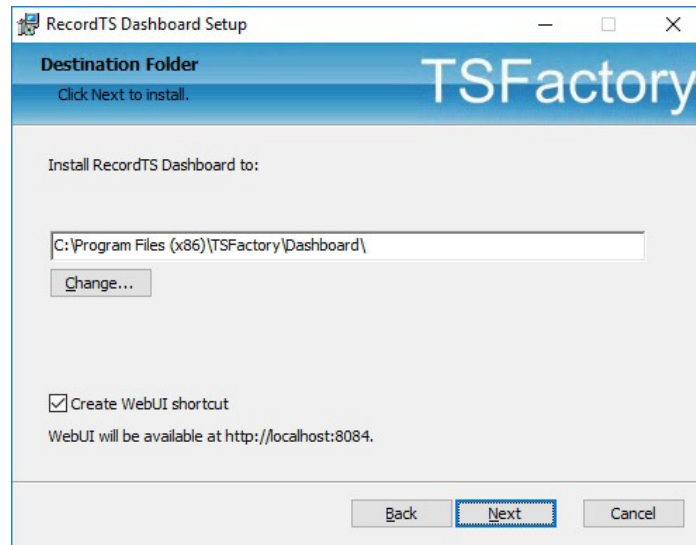 RecordTS Dashboard Setup
Destination Folder
Click Next to install.
TSFactory
Install RecordTS Dashboard to:
C:\Program Files (x86)\TSFactory\Dashboard\
Change...
Create WebUI shortcut
WebUI will be available at http://localhost:8084.
Back Next Cancel